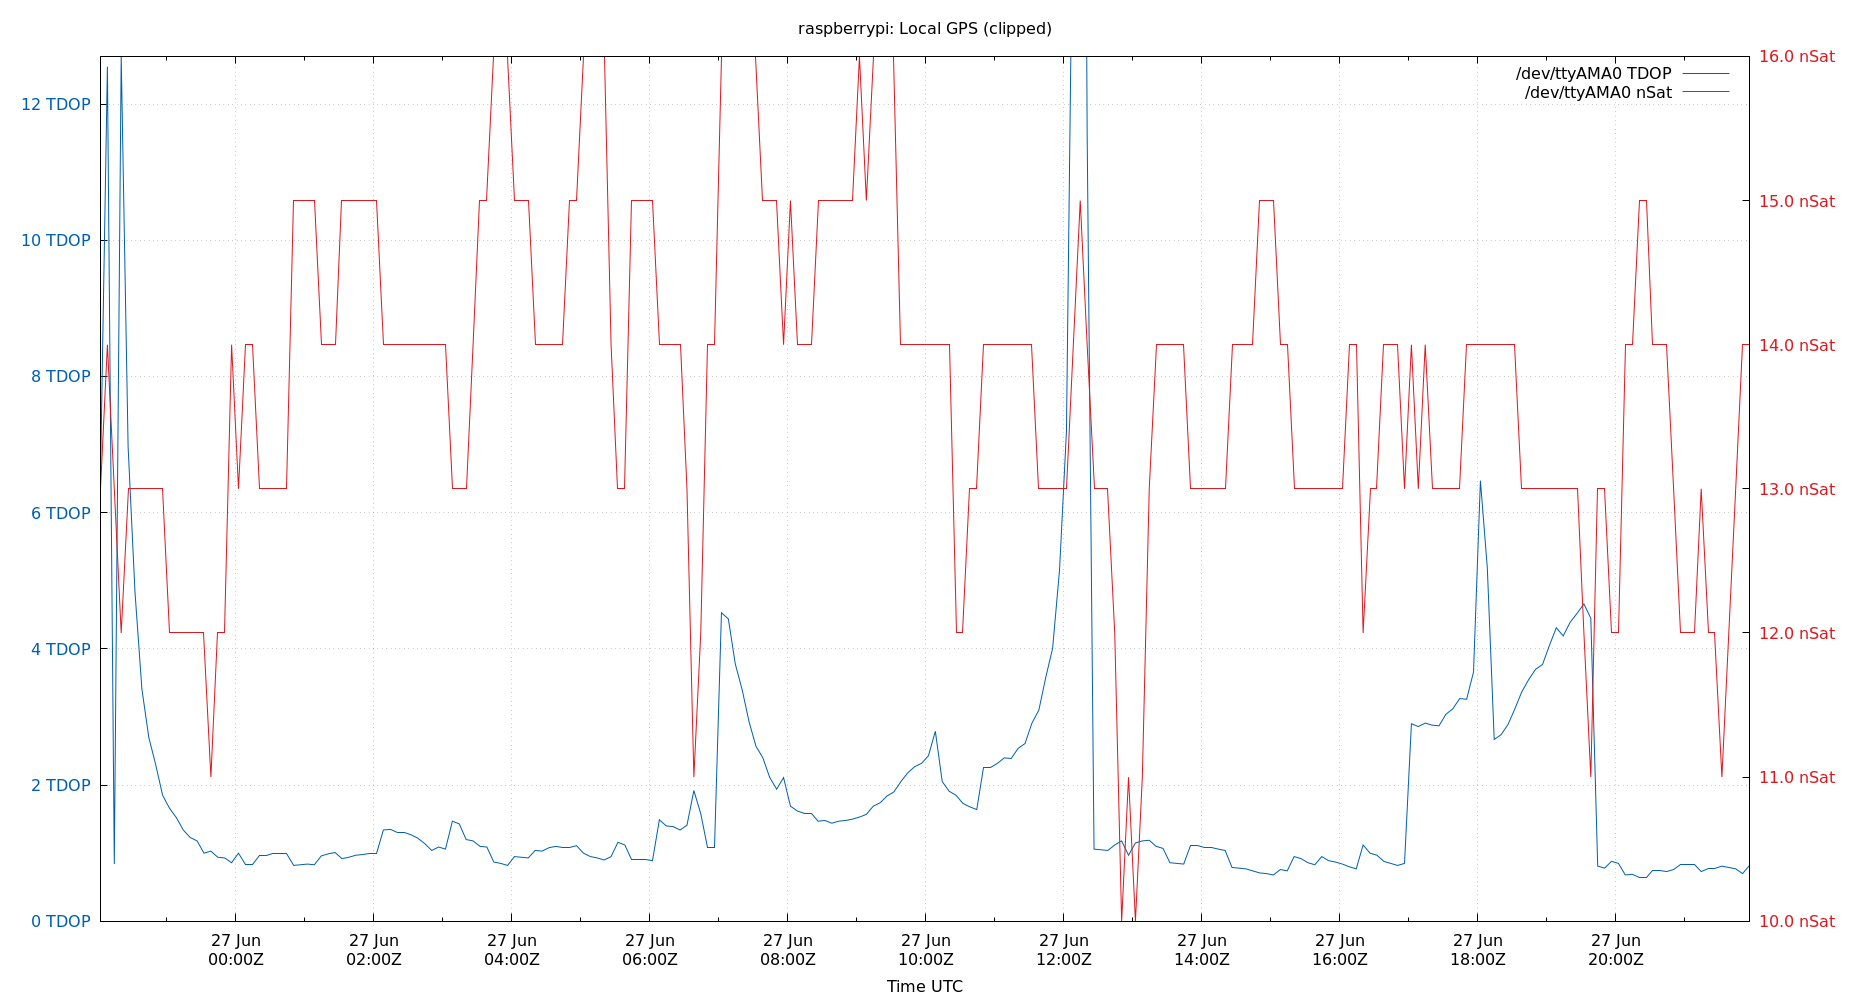 raspberrypi: Local GPS (clipped)
/dev/ttyAMA0 TDOP
/dev/ttyAMA0 nSat
12 TDOP
10 TDOP
8 TDOP
6 TDOP
4 TDOP
2 TDOP
0 TDOP
16.0 nSat
15.0 nSat
14.0 nSat
13.0 nSat
12.0 nSat
11.0 nSat
10.0 nSat
27 Jun
00:00Z
27 Jun
02:00Z
27 Jun
04:00Z
27 Jun
06:00Z
27 Jun
08:00Z
27 Jun
10:00Z
27 Jun
12:00Z
27 Jun
14:00Z
27 Jun
16:00Z
27 Jun
18:00Z
27 Jun
20:00Z
Time UTC